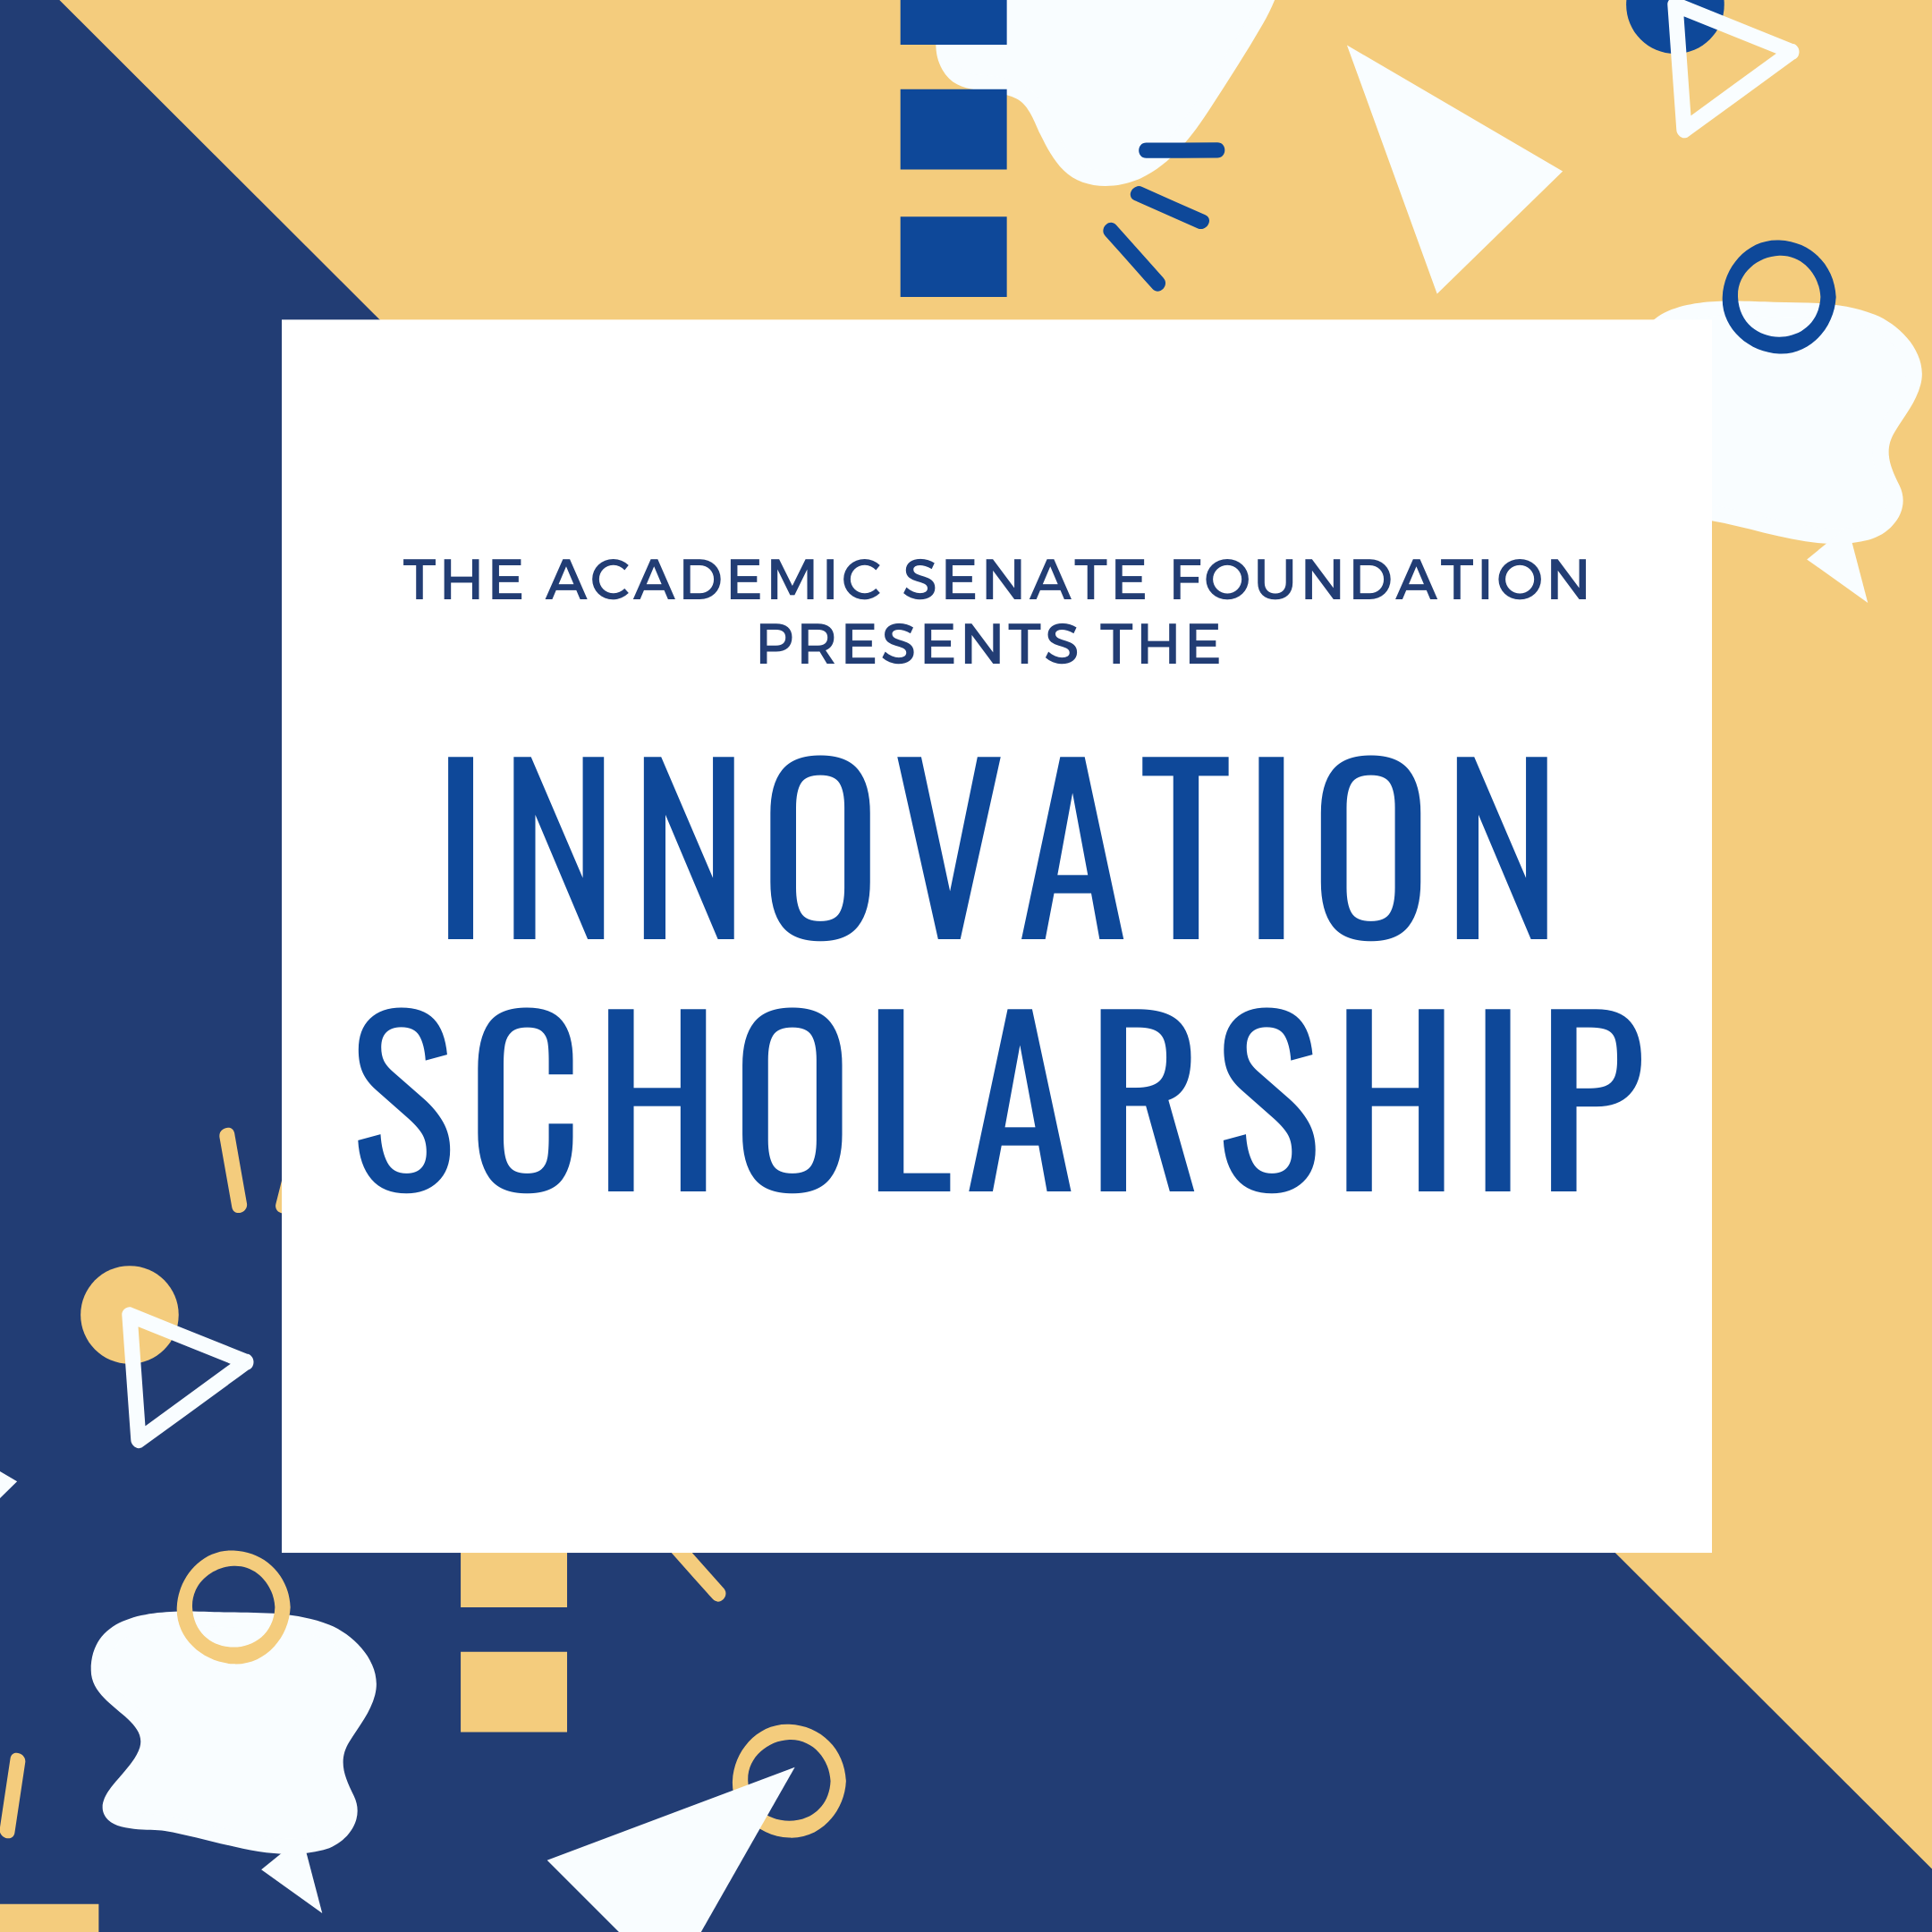 THE ACADEMIC SENATE FOUNDATION
PRESENTS THE
INNOVATION
SCHOLARSHIP